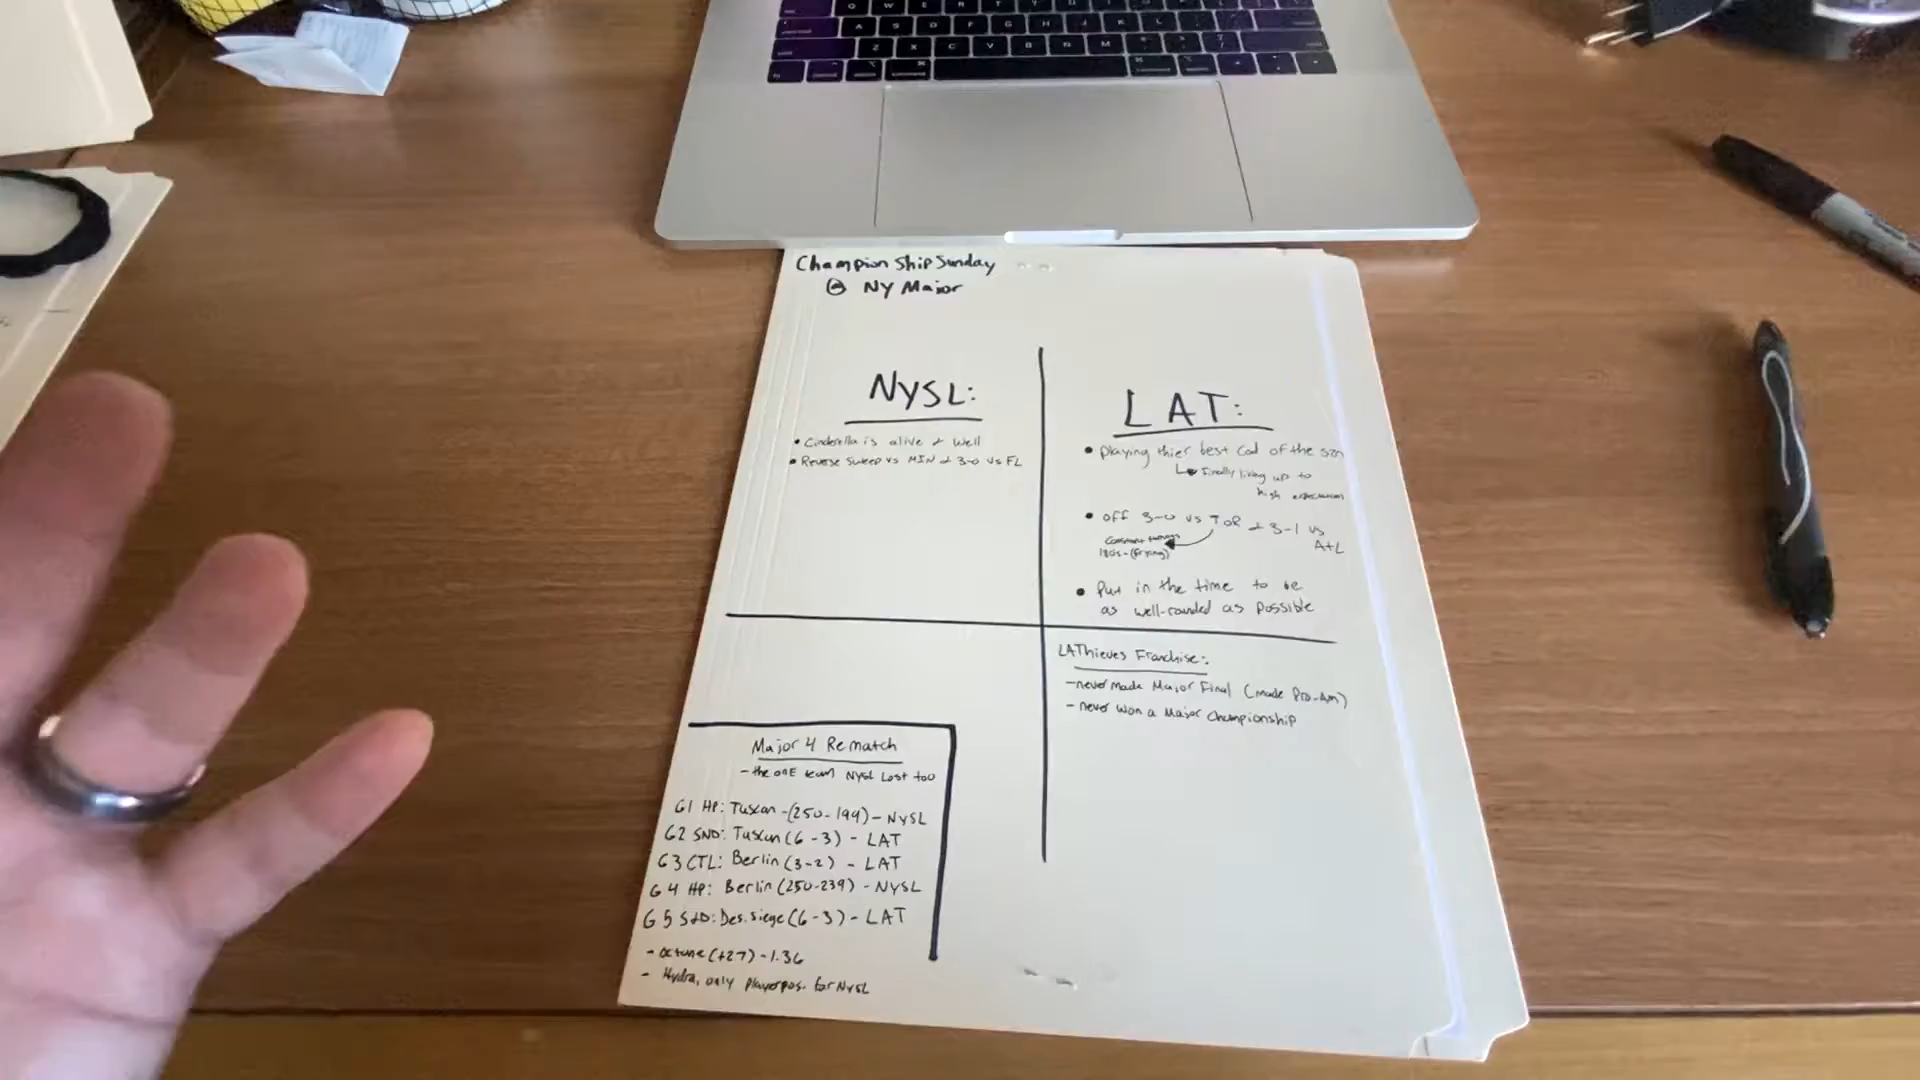 Championship Sunday
@ NY Major
NYSL:
• Cinderella is alive + well
• Reverse Sweep vs MIN + 3-0 vs FL
LAT:
• Playing thier best Cod of the szn
↳ Finally living up to
high
• off 3-0 vs TOR + 3-1 vs
ATL
(frying)
• Put in the time to be
as well-rounded as possible
LAThieves Franchise:
- never made Major Final (made Pro-Am)
- never won a Major Championship
Major 4 Rematch
- the onE team NYSL Lost too
G1 HP: Tuscan - (250-199) - NYSL
G2 SND: Tuscan (6-3) - LAT
G3 CTL: Berlin (3-2) - LAT
G4 HP: Berlin (250-239) - NYSL
G5 SND: Des. Siege (6-3) - LAT
- Octane (+27) - 1.36
- Hydra, only player pos. for NYSL
Q W E R T
A S D F G H J K L
Z X C V B N M